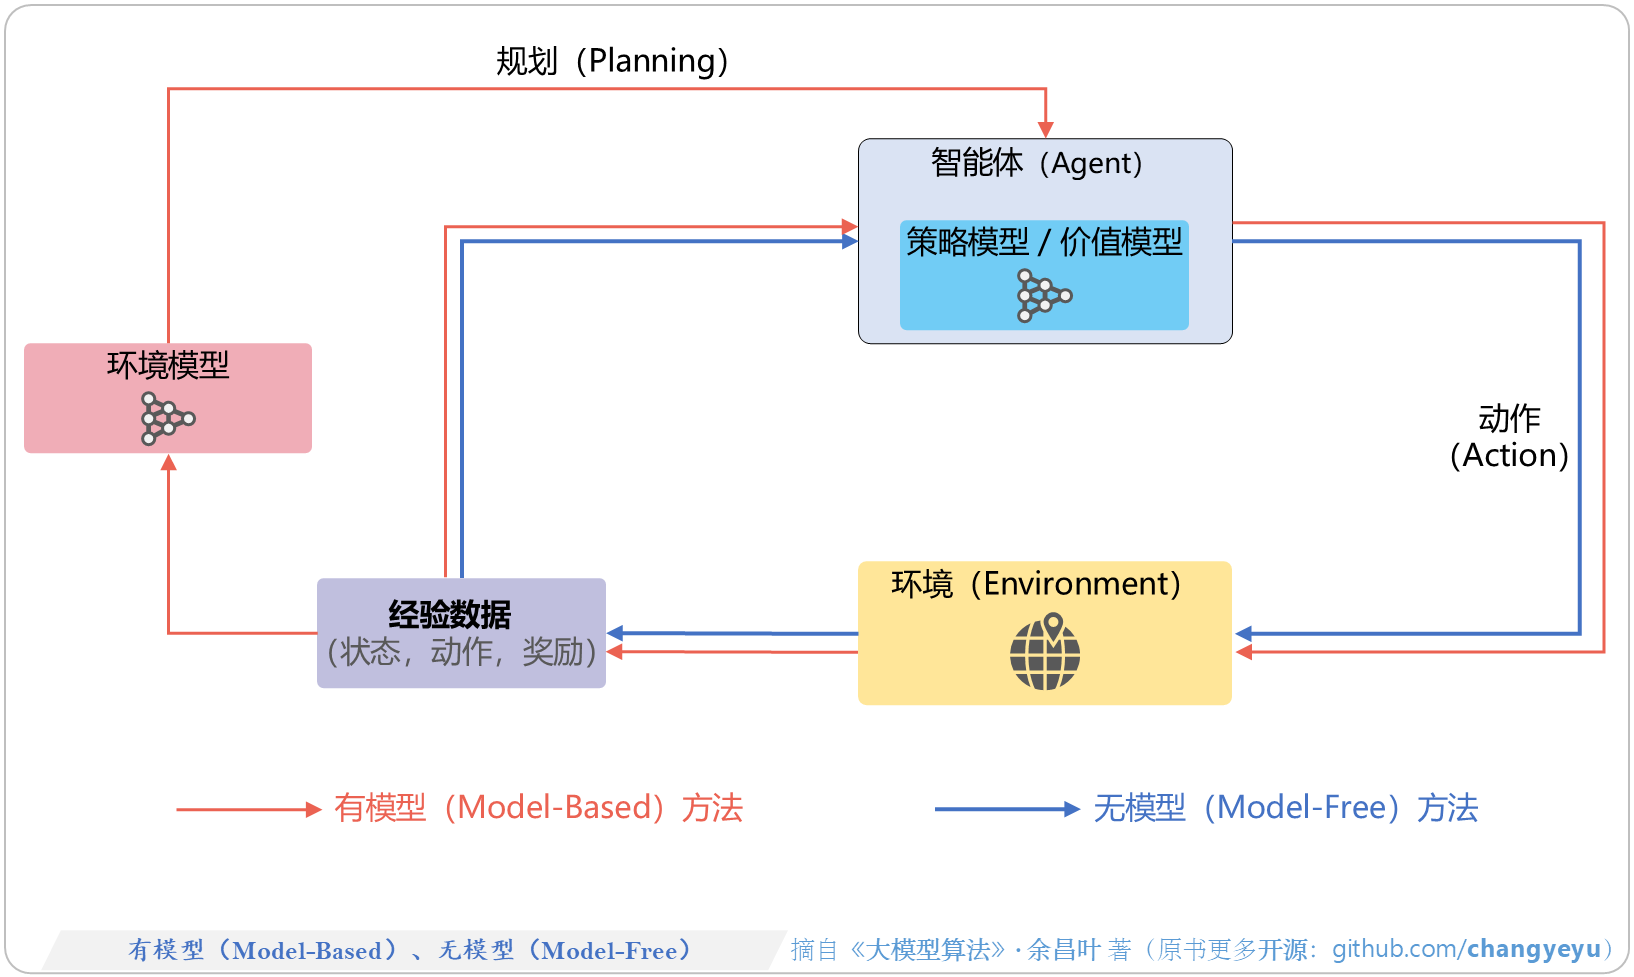 规划（Planning）
智能体（Agent）
策略模型 / 价值模型
环境模型
动作
（Action）
经验数据
（状态，动作，奖励）
环境（Environment）
有模型（Model-Based）方法
无模型（Model-Free）方法
有模型（Model-Based）、无模型（Model-Free）
摘自《大模型算法》· 余昌叶 著（原书更多开源：github.com/changyeyu）